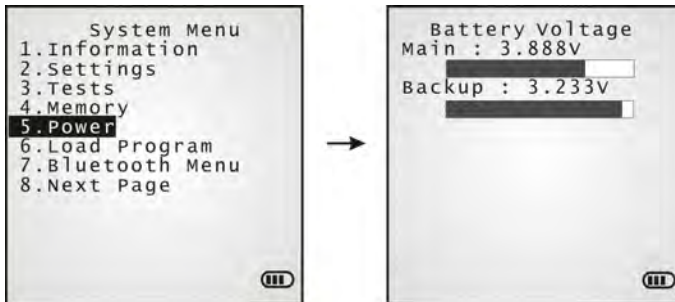 System Menu
1.Information
2.Settings
3.Tests
4.Memory
5.Power
6.Load Program
7.Bluetooth Menu
8.Next Page
Battery Voltage
Main : 3.888V
Backup : 3.233V